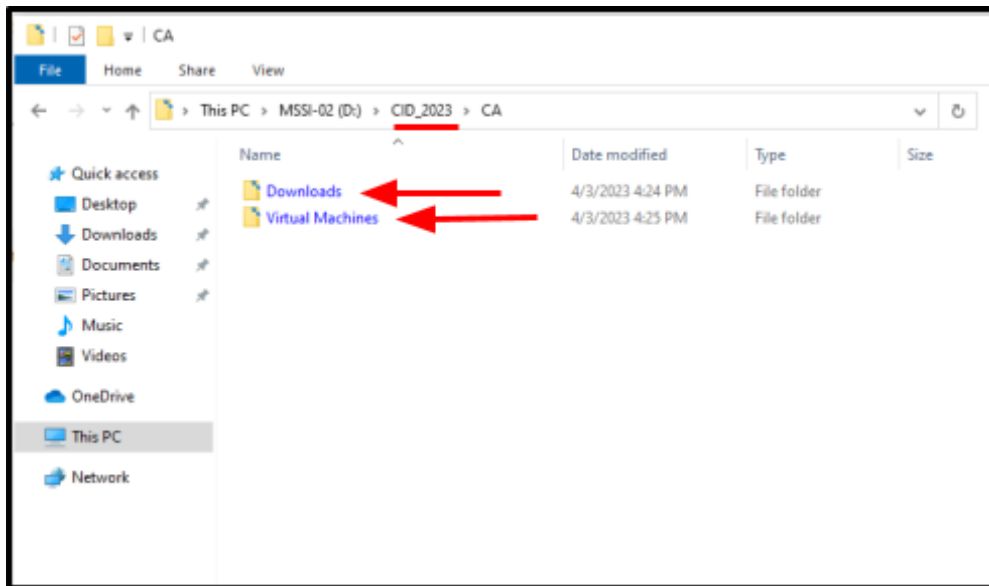 CA
File Home Share View
This PC > MSSI-02 (D:) > CID_2023 > CA
Name Date modified Type Size
Quick access
Desktop
Downloads
Documents
Pictures
Music
Videos
OneDrive
This PC
Network
Downloads 4/3/2023 4:24 PM File folder
Virtual Machines 4/3/2023 4:25 PM File folder